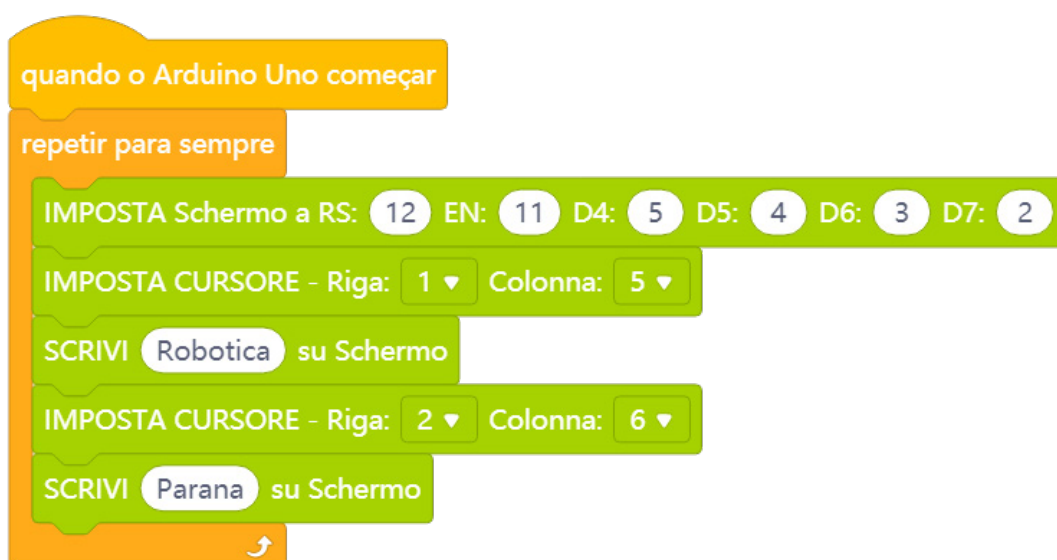 quando o Arduino Uno começar
repetir para sempre
IMPOSTA Schermo a RS: 12 EN: 11 D4: 5 D5: 4 D6: 3 D7: 2
IMPOSTA CURSORE - Riga: 1 Colonna: 5
SCRIVI Robotica su Schermo
IMPOSTA CURSORE - Riga: 2 Colonna: 6
SCRIVI Parana su Schermo